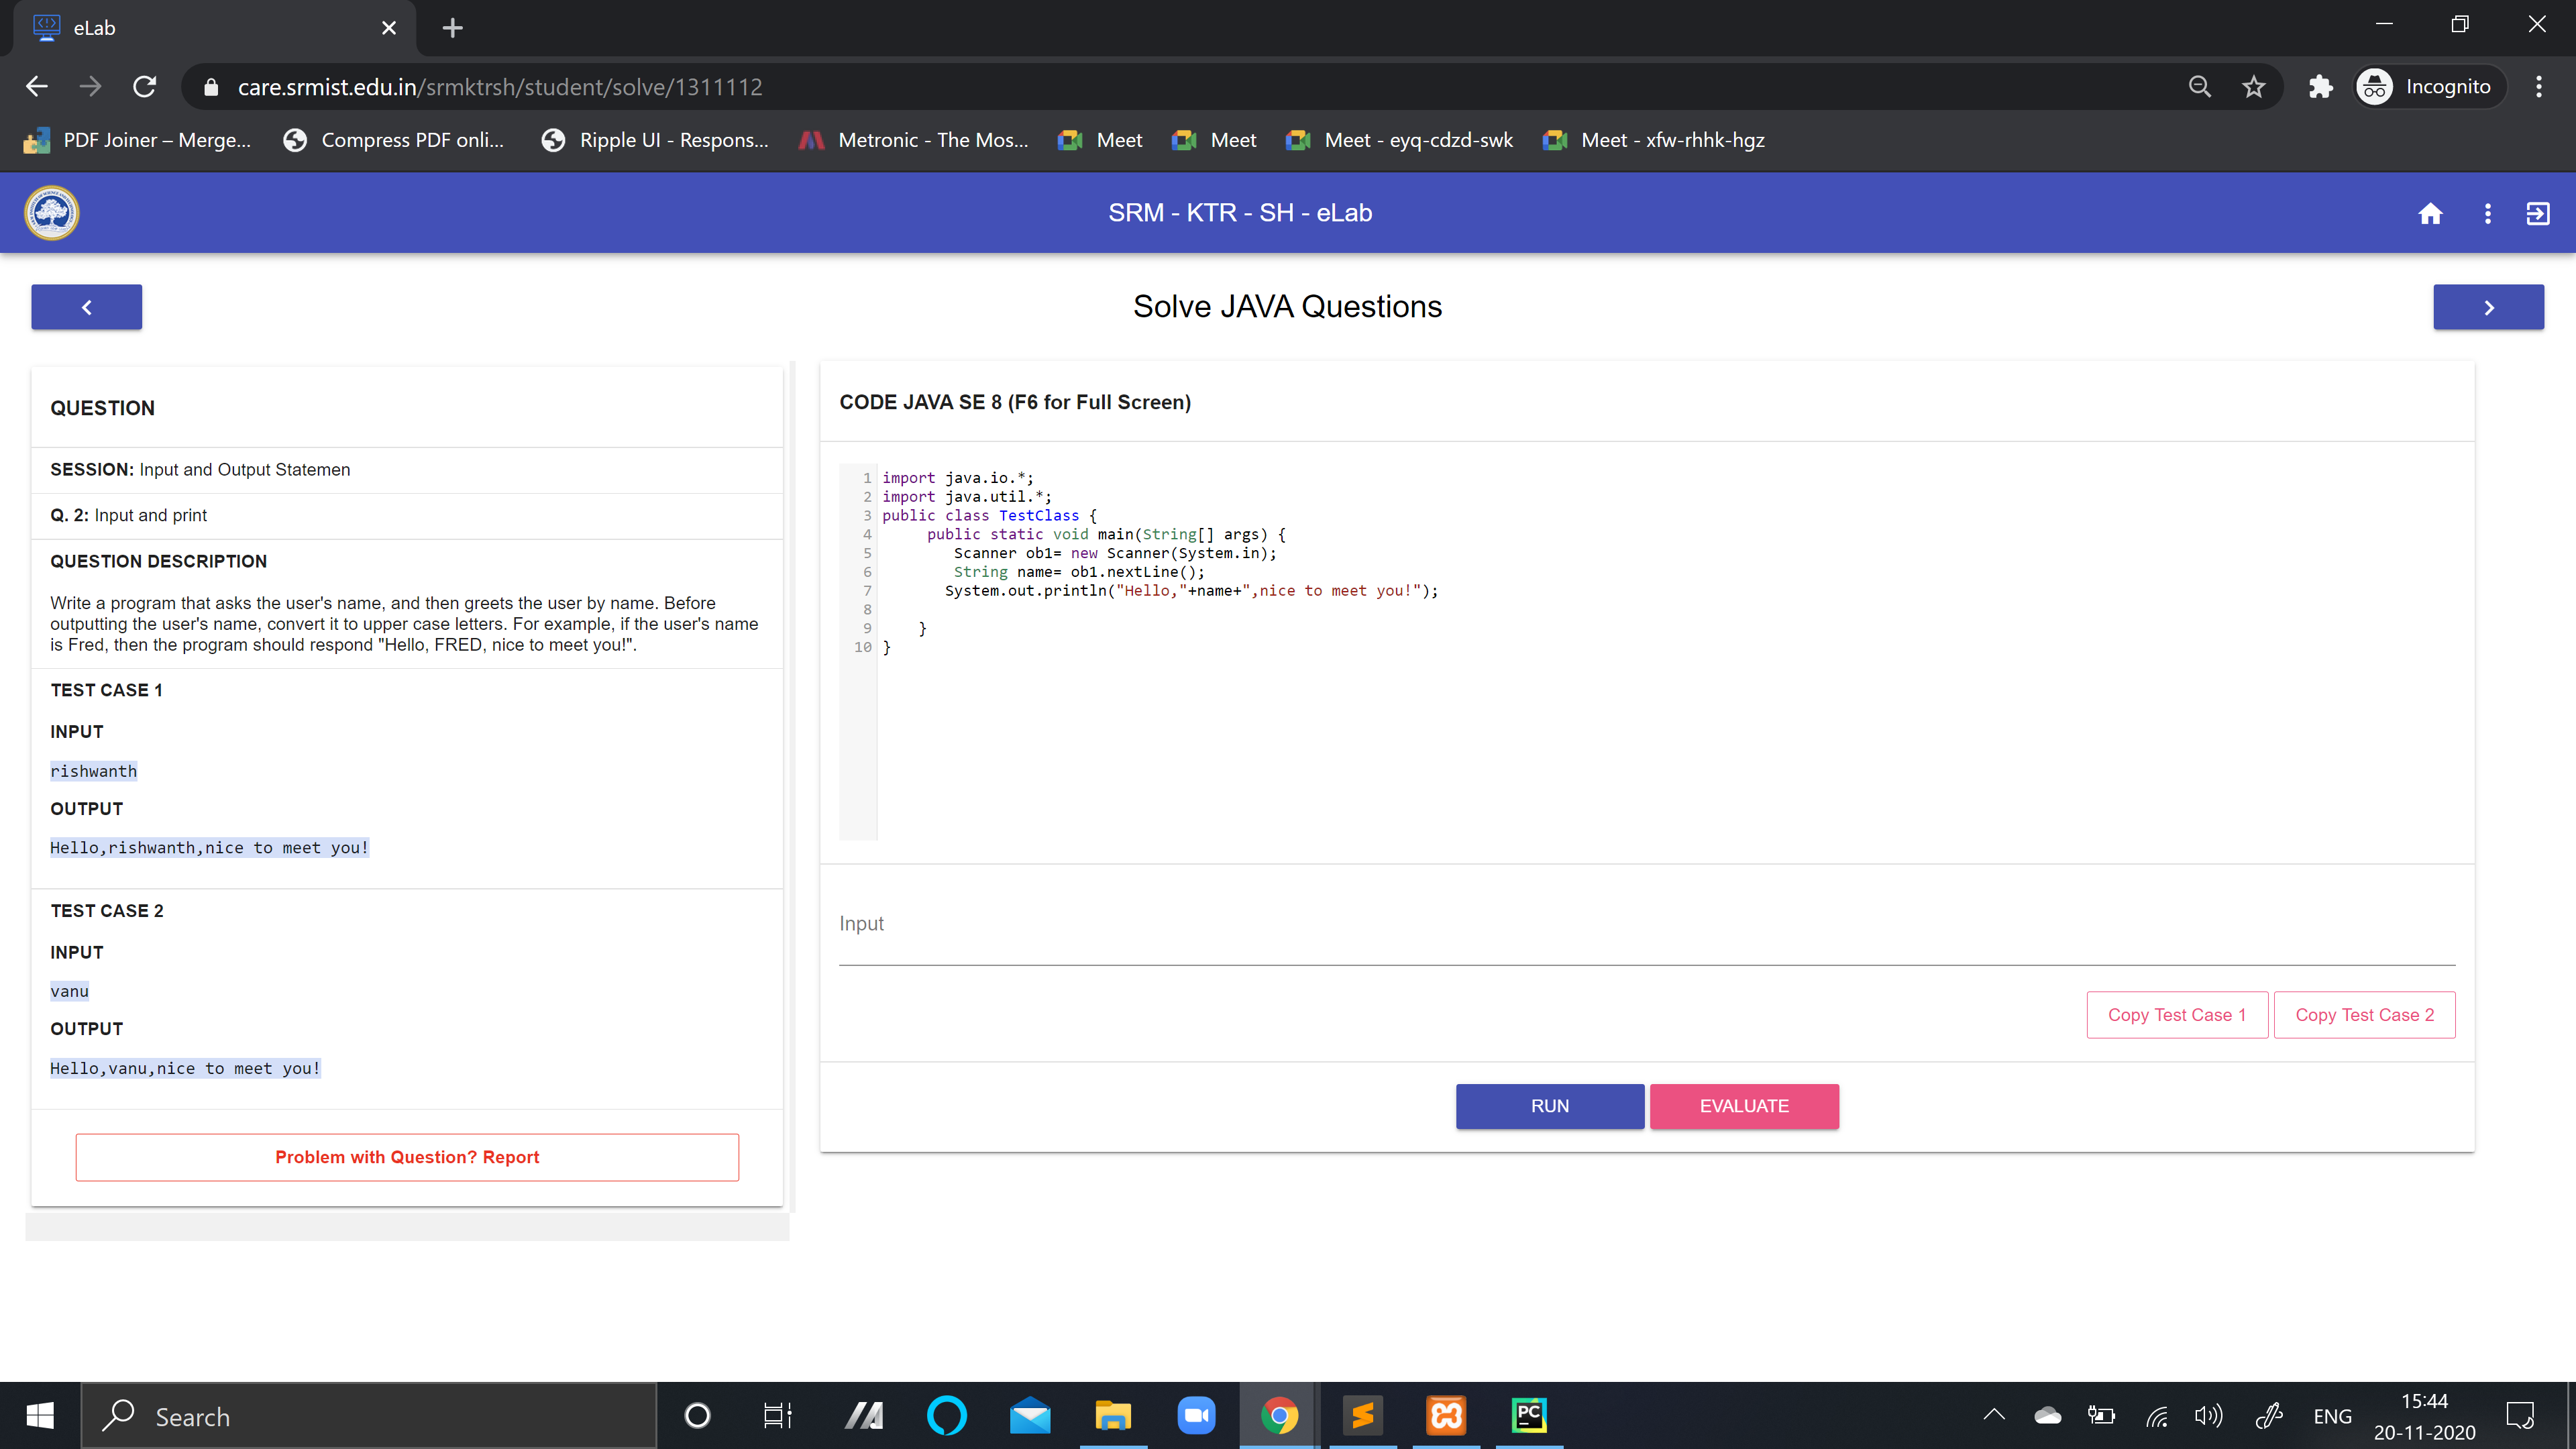 eLab
care.srmist.edu.in/srmktrsh/student/solve/1311112
Incognito
PDF Joiner – Merge...
Compress PDF onli...
Ripple UI - Respons...
Metronic - The Mos...
Meet
Meet
Meet - eyq-cdzd-swk
Meet - xfw-rhhk-hgz
SRM - KTR - SH - eLab
Solve JAVA Questions
QUESTION
SESSION: Input and Output Statemen
Q. 2: Input and print
QUESTION DESCRIPTION
Write a program that asks the user's name, and then greets the user by name. Before
outputting the user's name, convert it to upper case letters. For example, if the user's name
is Fred, then the program should respond "Hello, FRED, nice to meet you!".
TEST CASE 1
INPUT
rishwanth
OUTPUT
Hello,rishwanth,nice to meet you!
TEST CASE 2
INPUT
vanu
OUTPUT
Hello,vanu,nice to meet you!
Problem with Question? Report
CODE JAVA SE 8 (F6 for Full Screen)
1 import java.io.*;
2 import java.util.*;
3 public class TestClass {
4 public static void main(String[] args) {
5 Scanner ob1= new Scanner(System.in);
6 String name= ob1.nextLine();
7 System.out.println("Hello,"+name+",nice to meet you!");
8
9 }
10 }
Input
Copy Test Case 1
Copy Test Case 2
RUN
EVALUATE
Search
PC
ENG
15:44
20-11-2020